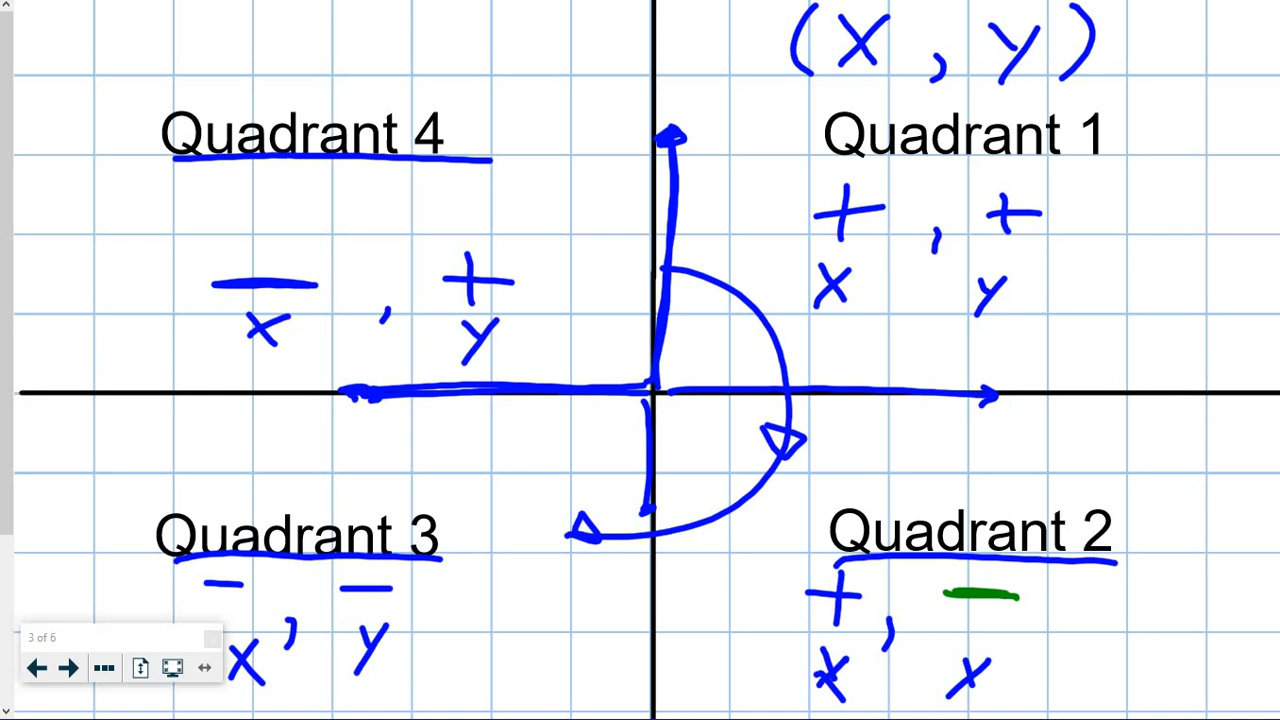 (x, y)
Quadrant 4
Quadrant 1
+, +
x y
−, +
x y
Quadrant 3
Quadrant 2
−, −
x y
+, −
x y
3 of 6